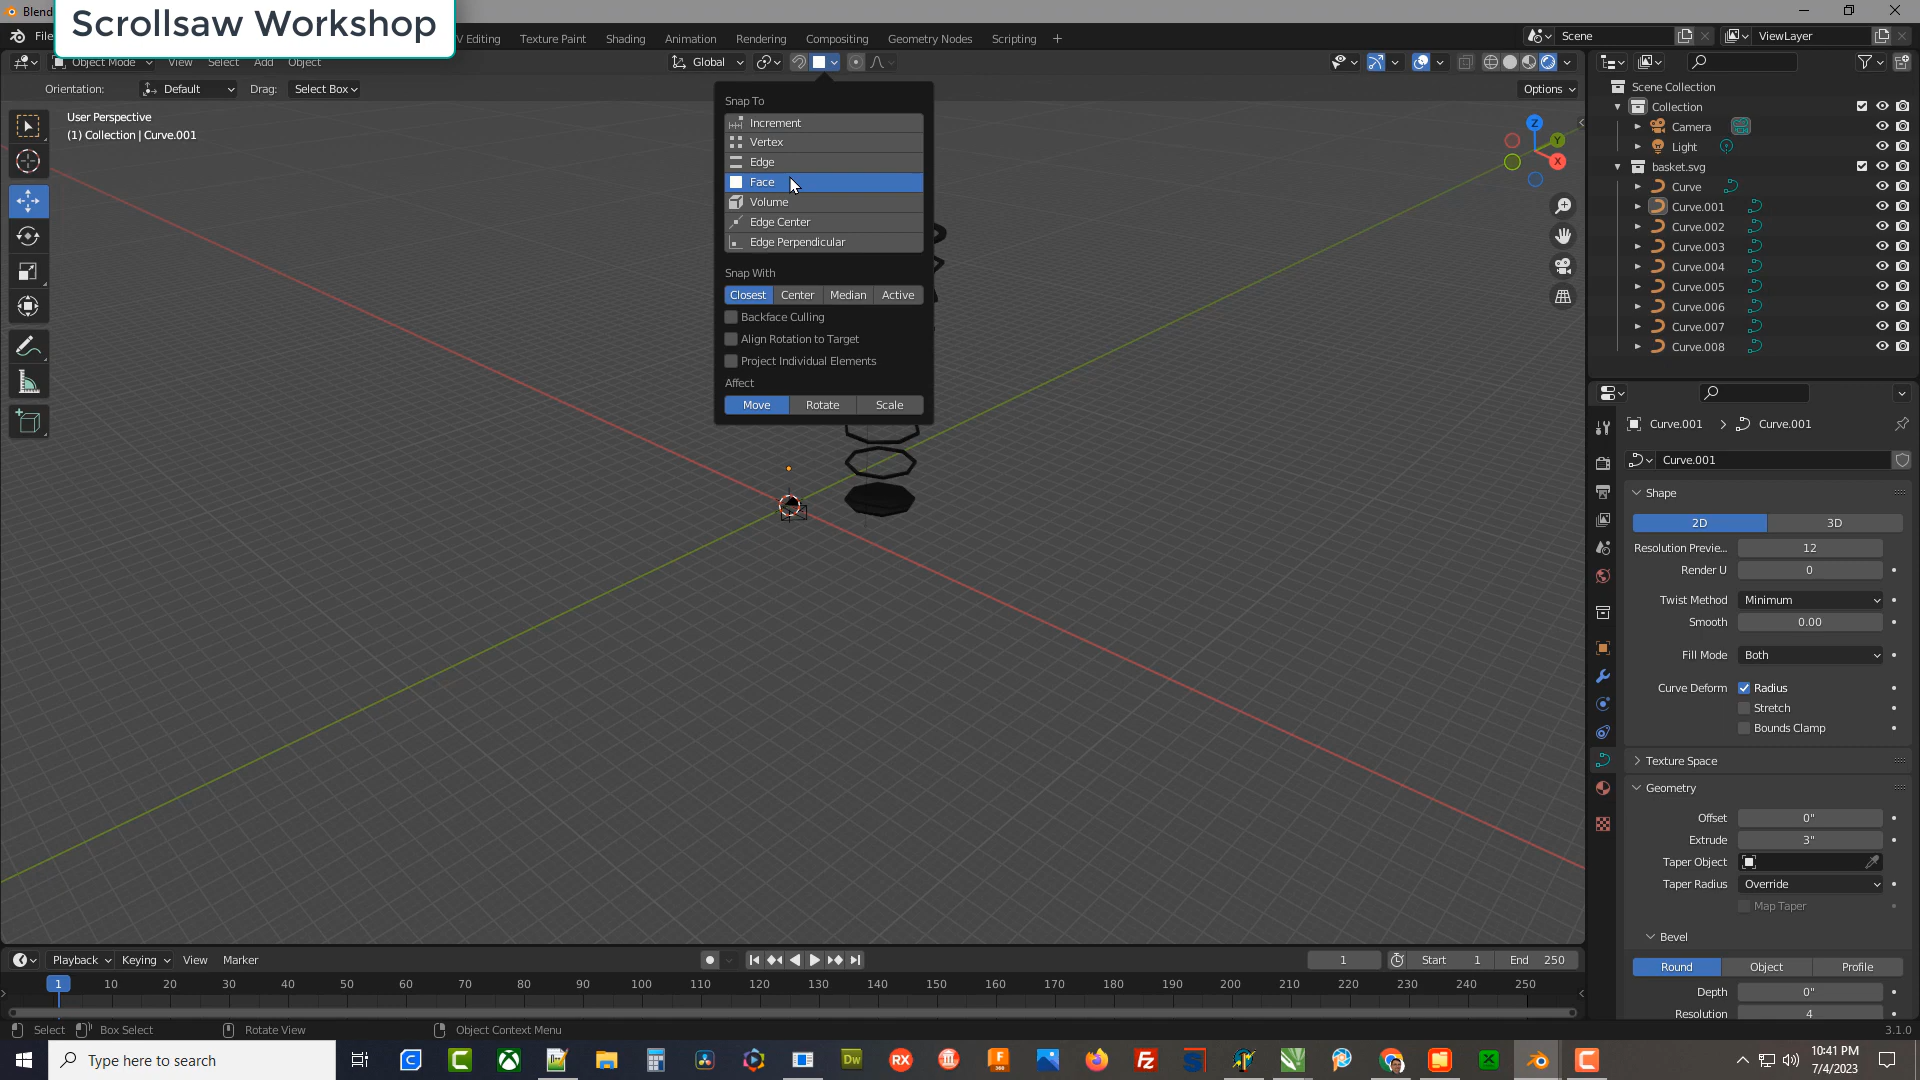 Blend
Scrollsaw Workshop
File
V Editing
Texture Paint
Shading
Animation
Rendering
Compositing
Geometry Nodes
Scripting
+
Scene
ViewLayer
Object Mode
View
Select
Add
Object
Global
Orientation:
Default
Drag:
Select Box
Options
User Perspective
(1) Collection | Curve.001
Snap To
Increment
Vertex
Edge
Face
Volume
Edge Center
Edge Perpendicular
Snap With
Closest
Center
Median
Active
Backface Culling
Align Rotation to Target
Project Individual Elements
Affect
Move
Rotate
Scale
Z
Y
X
Scene Collection
Collection
Camera
Light
basket.svg
Curve
Curve.001
Curve.002
Curve.003
Curve.004
Curve.005
Curve.006
Curve.007
Curve.008
Curve.001 > Curve.001
Curve.001
Shape
2D
3D
Resolution Previe...
12
Render U
0
Twist Method
Minimum
Smooth
0.00
Fill Mode
Both
Curve Deform
Radius
Stretch
Bounds Clamp
Texture Space
Geometry
Offset
0"
Extrude
3"
Taper Object
Taper Radius
Override
Map Taper
Bevel
Round
Object
Profile
Depth
0"
Resolution
4
Playback
Keying
View
Marker
1
Start
1
End
250
1 10 20 30 40 50 60 70 80 90 100 110 120 130 140 150 160 170 180 190 200 210 220 230 240 250
Select
Box Select
Rotate View
Object Context Menu
3.1.0
Type here to search
Dw
RX
F
360
Fz
S
C
10:41 PM
7/4/2023